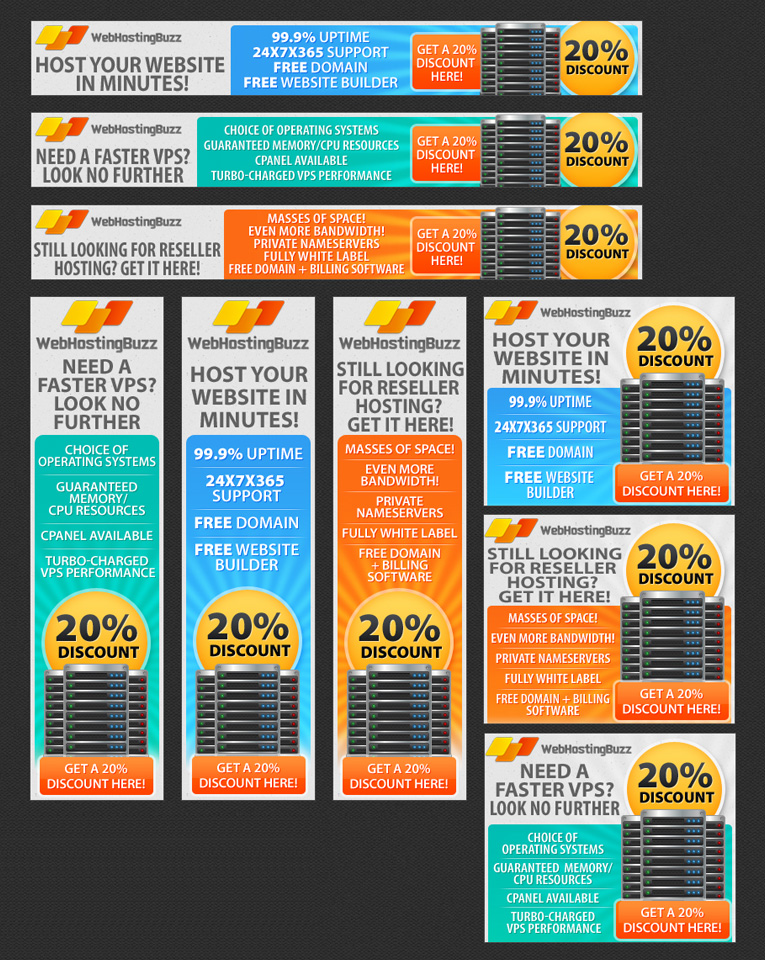 WebHostingBuzz
HOST YOUR WEBSITE
IN MINUTES!
99.9% UPTIME
24X7X365 SUPPORT
FREE DOMAIN
FREE WEBSITE BUILDER
GET A 20%
DISCOUNT
HERE!
20%
DISCOUNT
WebHostingBuzz
NEED A FASTER VPS?
LOOK NO FURTHER
CHOICE OF OPERATING SYSTEMS
GUARANTEED MEMORY/CPU RESOURCES
CPANEL AVAILABLE
TURBO-CHARGED VPS PERFORMANCE
GET A 20%
DISCOUNT
HERE!
20%
DISCOUNT
WebHostingBuzz
STILL LOOKING FOR RESELLER
HOSTING? GET IT HERE!
MASSES OF SPACE!
EVEN MORE BANDWIDTH!
PRIVATE NAMESERVERS
FULLY WHITE LABEL
FREE DOMAIN + BILLING SOFTWARE
GET A 20%
DISCOUNT
HERE!
20%
DISCOUNT
WebHostingBuzz
NEED A
FASTER VPS?
LOOK NO
FURTHER
CHOICE OF
OPERATING SYSTEMS
GUARANTEED
MEMORY/
CPU RESOURCES
CPANEL AVAILABLE
TURBO-CHARGED
VPS PERFORMANCE
20%
DISCOUNT
GET A 20%
DISCOUNT HERE!
WebHostingBuzz
HOST YOUR
WEBSITE IN
MINUTES!
99.9% UPTIME
24X7X365
SUPPORT
FREE DOMAIN
FREE WEBSITE
BUILDER
20%
DISCOUNT
GET A 20%
DISCOUNT HERE!
WebHostingBuzz
STILL LOOKING
FOR RESELLER
HOSTING?
GET IT HERE!
MASSES OF SPACE!
EVEN MORE
BANDWIDTH!
PRIVATE
NAMESERVERS
FULLY WHITE LABEL
FREE DOMAIN
+ BILLING
SOFTWARE
20%
DISCOUNT
GET A 20%
DISCOUNT HERE!
WebHostingBuzz
HOST YOUR
WEBSITE IN
MINUTES!
99.9% UPTIME
24X7X365 SUPPORT
FREE DOMAIN
FREE WEBSITE
BUILDER
20%
DISCOUNT
GET A 20%
DISCOUNT HERE!
WebHostingBuzz
STILL LOOKING
FOR RESELLER
HOSTING?
GET IT HERE!
MASSES OF SPACE!
EVEN MORE BANDWIDTH!
PRIVATE NAMESERVERS
FULLY WHITE LABEL
FREE DOMAIN + BILLING
SOFTWARE
20%
DISCOUNT
GET A 20%
DISCOUNT HERE!
WebHostingBuzz
NEED A
FASTER VPS?
LOOK NO FURTHER
CHOICE OF
OPERATING SYSTEMS
GUARANTEED MEMORY/
CPU RESOURCES
CPANEL AVAILABLE
TURBO-CHARGED
VPS PERFORMANCE
20%
DISCOUNT
GET A 20%
DISCOUNT HERE!